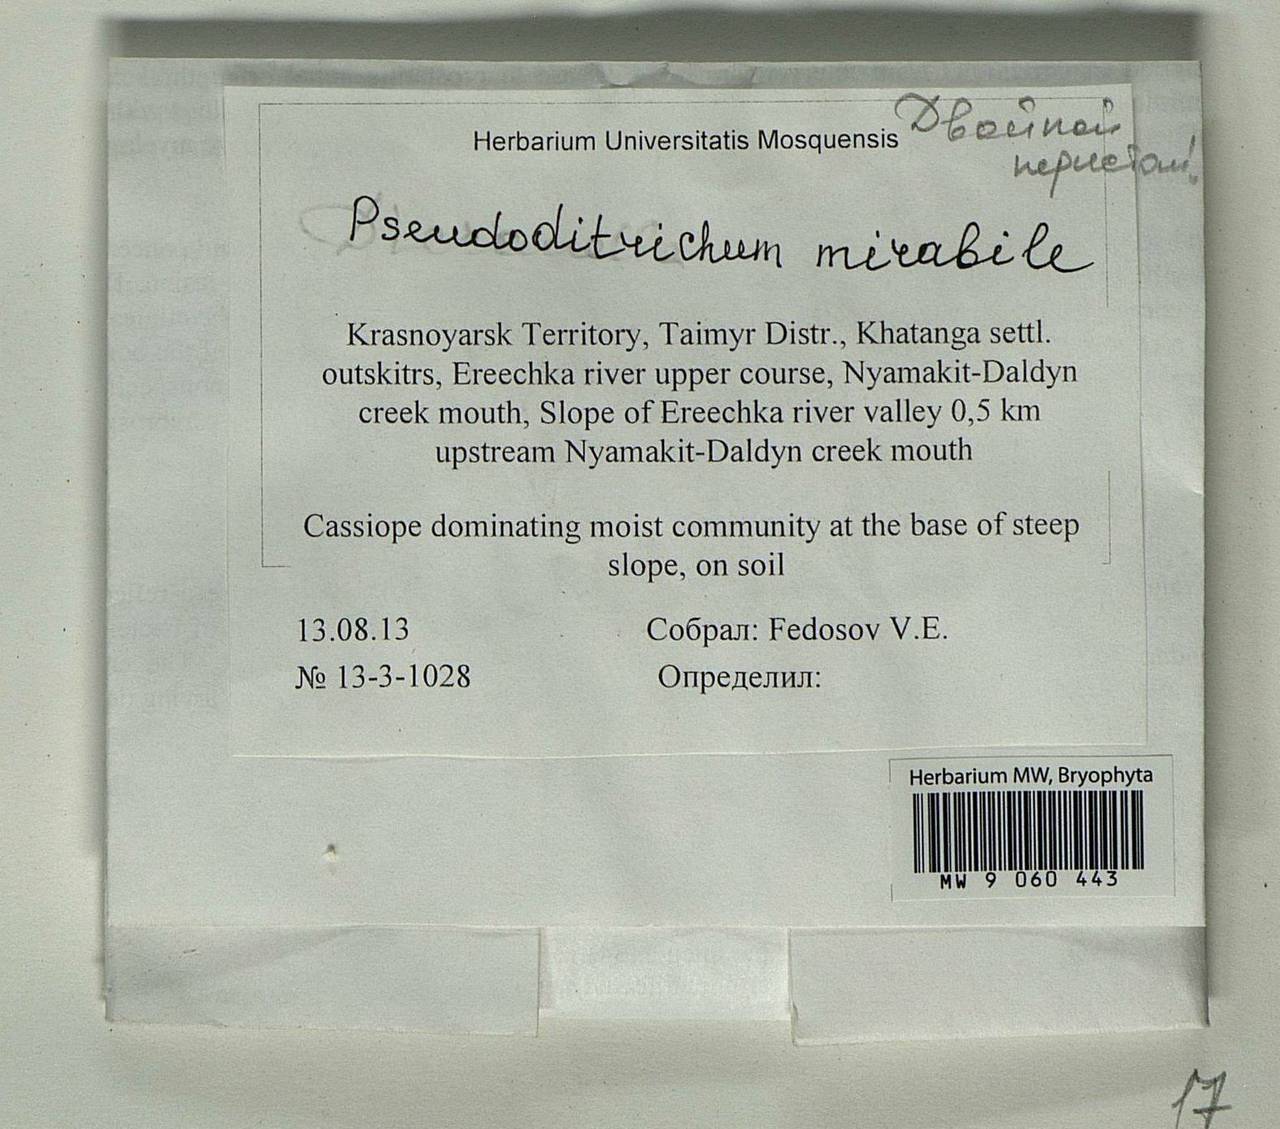 Herbarium Universitatis Mosquensis
Двойной
перистом!
Pseudoditrichum mirabile
Krasnoyarsk Territory, Taimyr Distr., Khatanga settl.
outskitrs, Ereechka river upper course, Nyamakit-Daldyn
creek mouth, Slope of Ereechka river valley 0,5 km
upstream Nyamakit-Daldyn creek mouth
Cassiope dominating moist community at the base of steep
slope, on soil
13.08.13 Собрал: Fedosov V.E.
№ 13-3-1028 Определил:
Herbarium MW, Bryophyta
MW 9 060 443
17